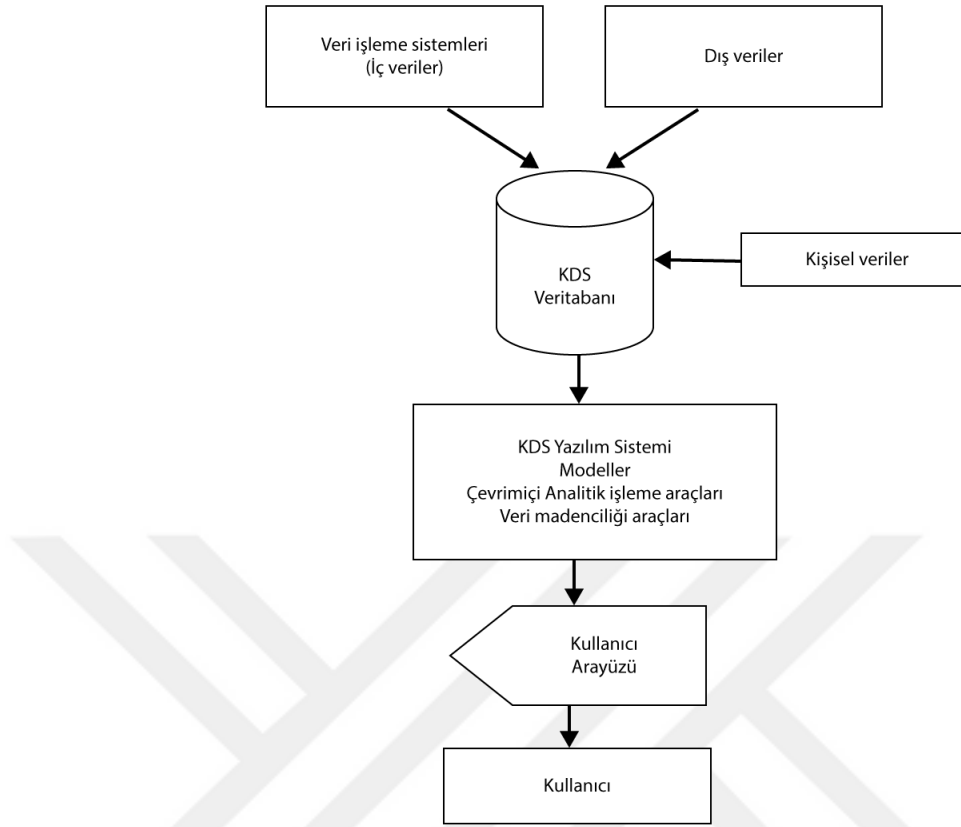 Veri işleme sistemleri
(İç veriler)
Dış veriler
KDS
Veritabanı
Kişisel veriler
KDS Yazılım Sistemi
Modeller
Çevrimiçi Analitik işleme araçları
Veri madenciliği araçları
Kullanıcı
Arayüzü
Kullanıcı